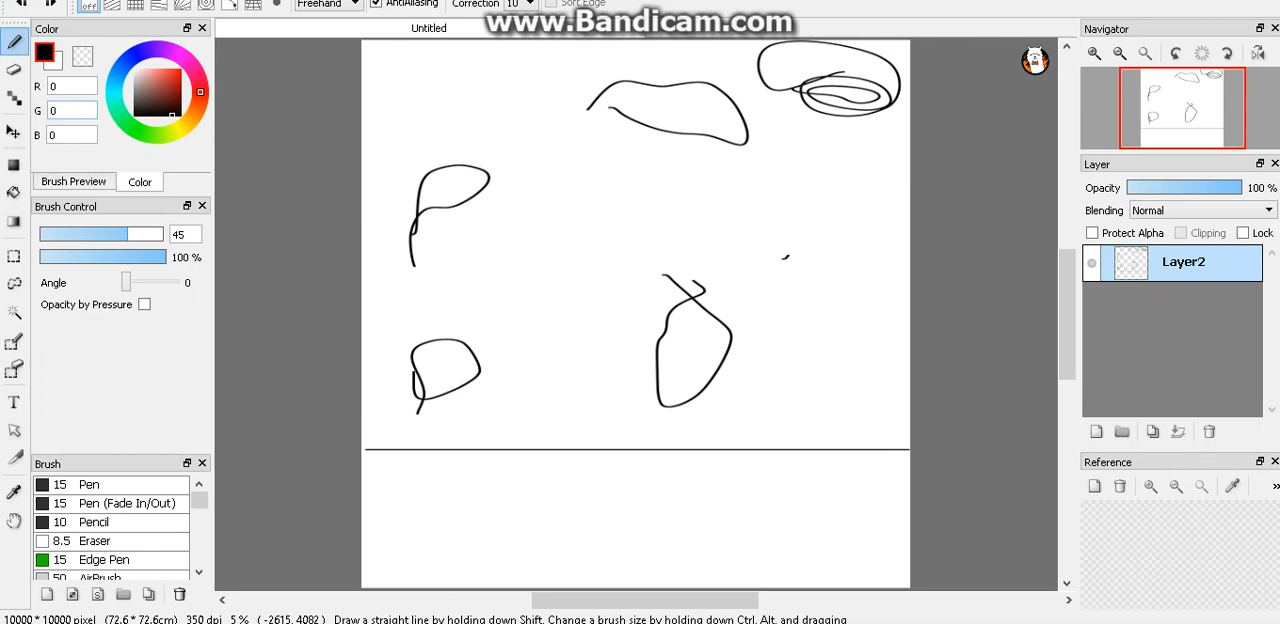 Freehand AntiAliasing Correction 10 Sort Edge
www.Bandicam.com
Color Untitled Navigator
R 0
G 0
B 0
Layer
Brush Preview Color
Opacity 100 %
Brush Control
Blending Normal
45
Protect Alpha Clipping Lock
100 %
Layer2
Angle 0
Opacity by Pressure
Brush
Reference
15 Pen
15 Pen (Fade In/Out)
10 Pencil
8.5 Eraser
15 Edge Pen
50 AirBrush
10000 * 10000 pixel (72.6 * 72.6cm) 350 dpi 5 % ( -2615, 4082 ) Draw a straight line by holding down Shift, Change a brush size by holding down Ctrl, Alt, and dragging